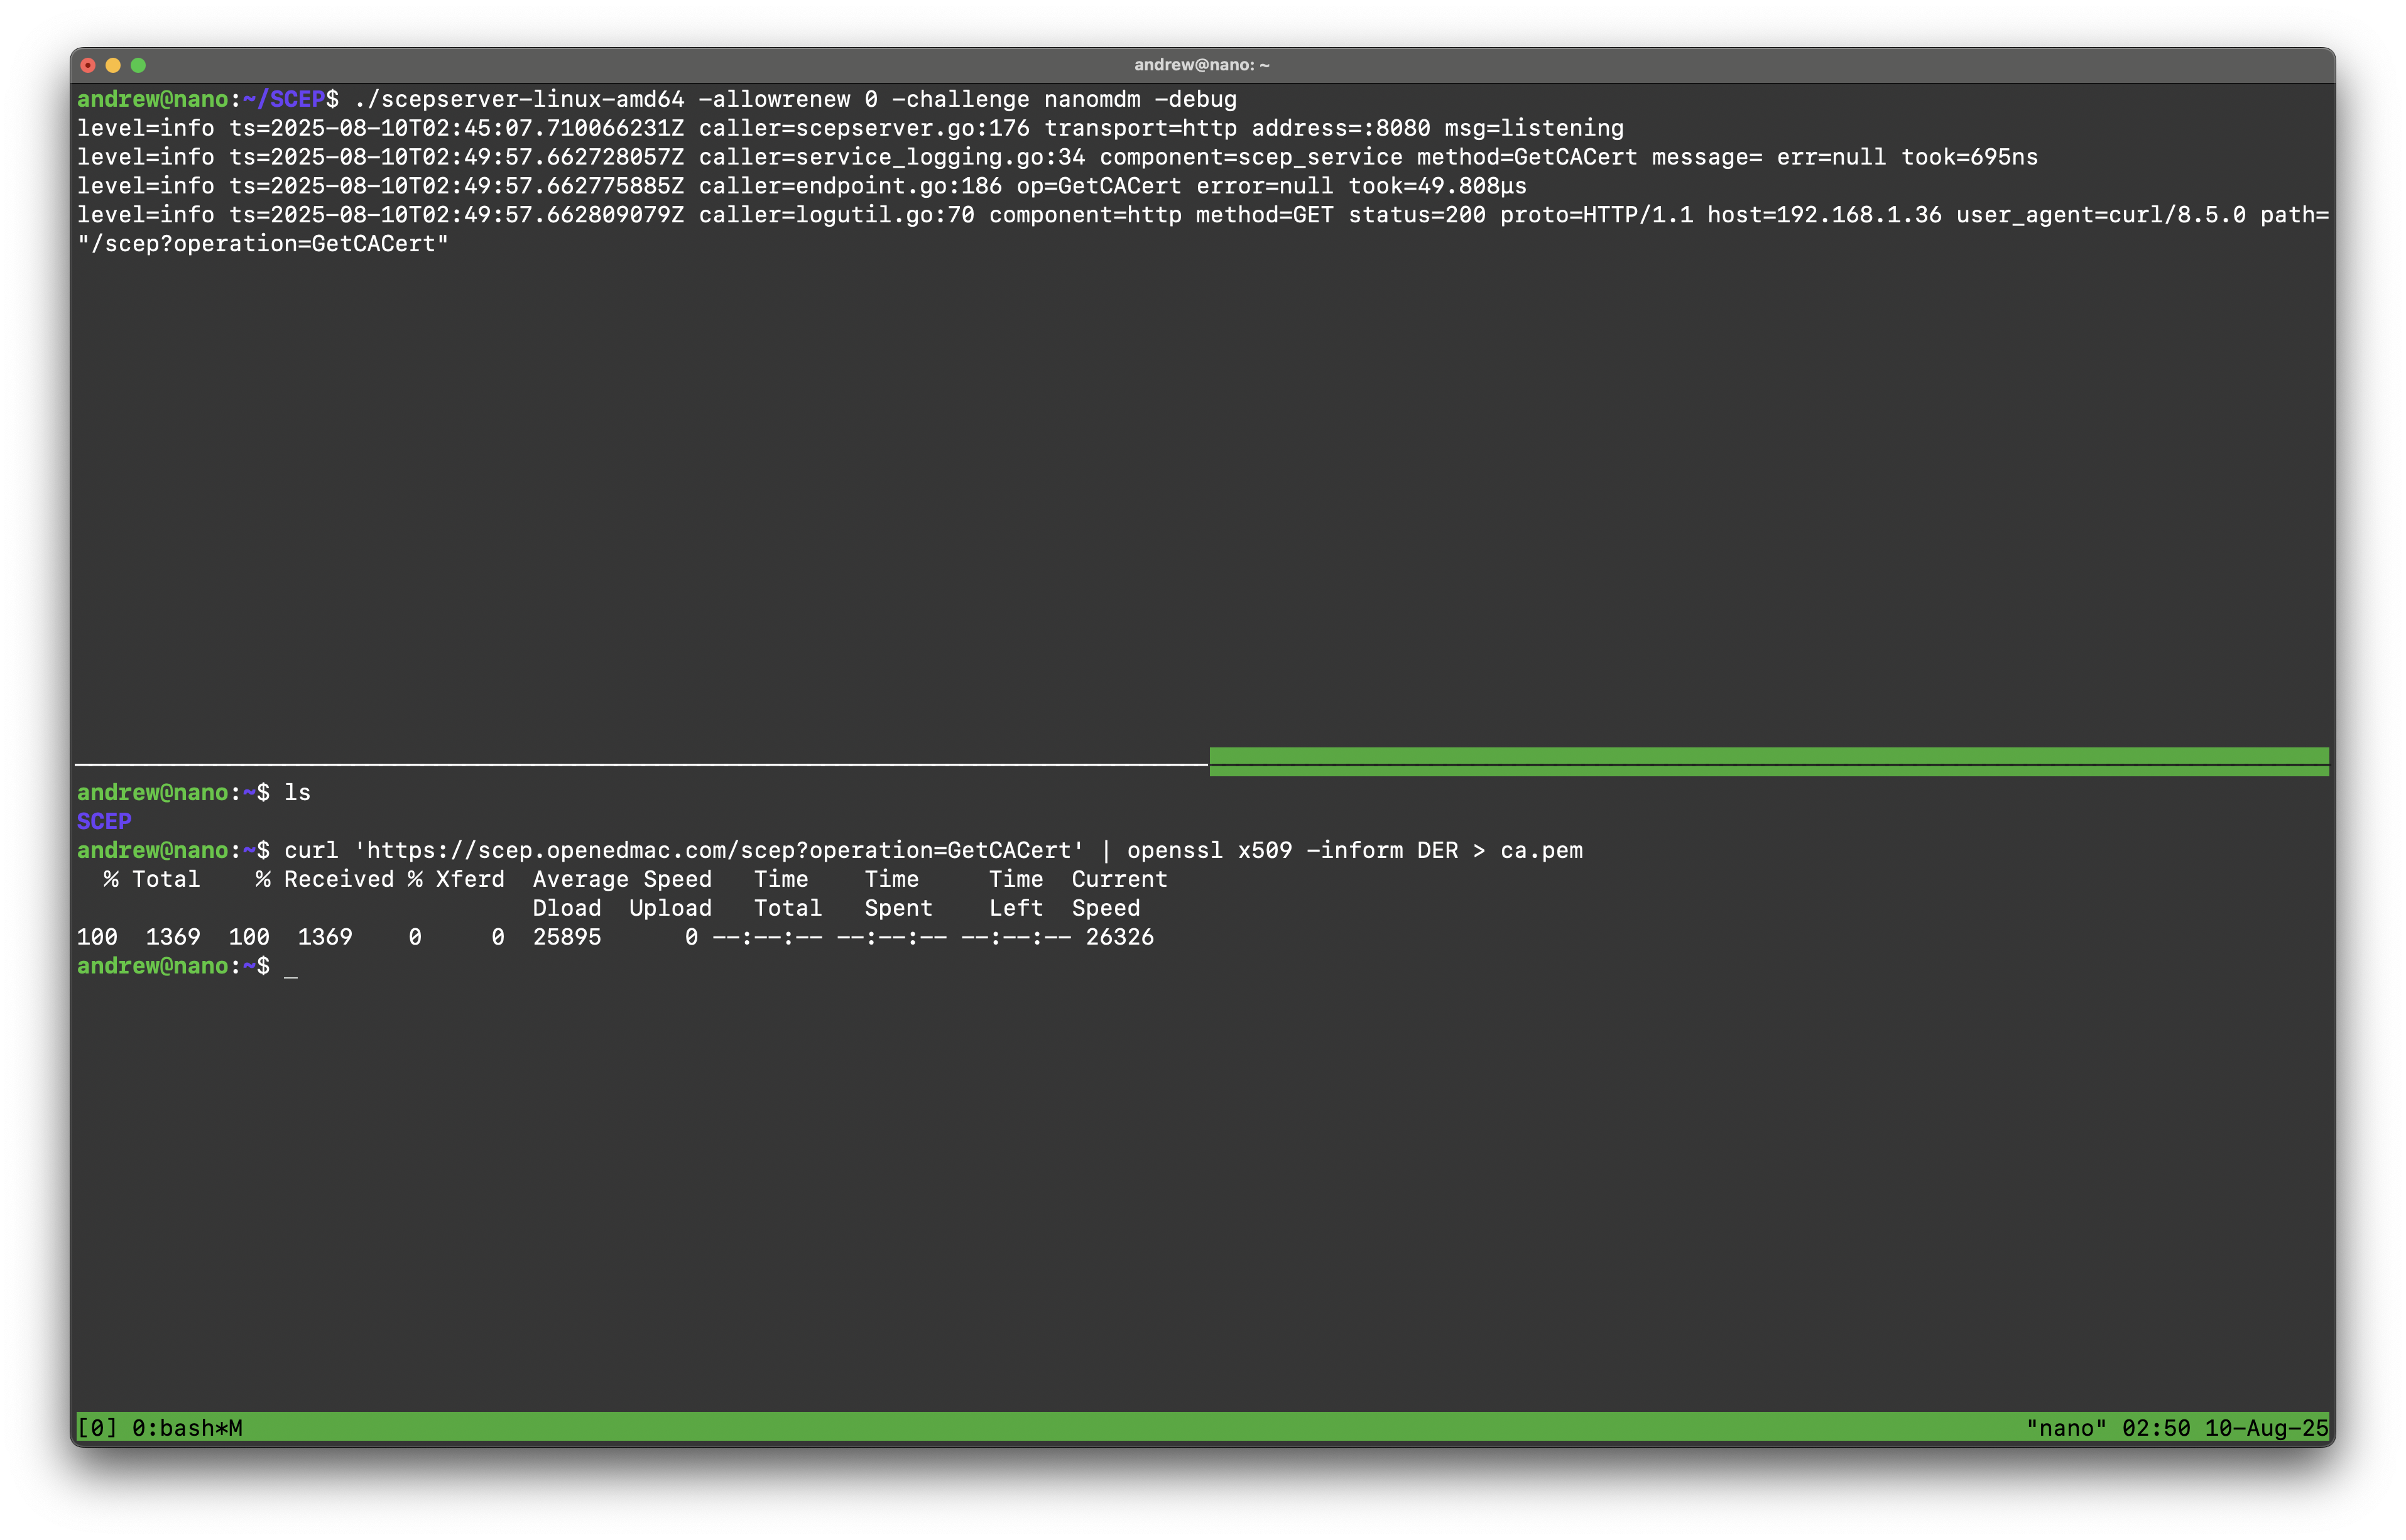 andrew@nano: ~
andrew@nano:~/SCEP$ ./scepserver-linux-amd64 -allowrenew 0 -challenge nanomdm -debug
level=info ts=2025-08-10T02:45:07.710066231Z caller=scepserver.go:176 transport=http address=:8080 msg=listening
level=info ts=2025-08-10T02:49:57.662728057Z caller=service_logging.go:34 component=scep_service method=GetCACert message= err=null took=695ns
level=info ts=2025-08-10T02:49:57.662775885Z caller=endpoint.go:186 op=GetCACert error=null took=49.808µs
level=info ts=2025-08-10T02:49:57.662809079Z caller=logutil.go:70 component=http method=GET status=200 proto=HTTP/1.1 host=192.168.1.36 user_agent=curl/8.5.0 path=
"/scep?operation=GetCACert"
andrew@nano:~$ ls
SCEP
andrew@nano:~$ curl 'https://scep.openedmac.com/scep?operation=GetCACert' | openssl x509 -inform DER > ca.pem
  % Total    % Received % Xferd  Average Speed   Time    Time     Time  Current
                                 Dload  Upload   Total   Spent    Left  Speed
100  1369  100  1369    0     0  25895      0 --:--:-- --:--:-- --:--:-- 26326
andrew@nano:~$ _
[0] 0:bash*M "nano" 02:50 10-Aug-25